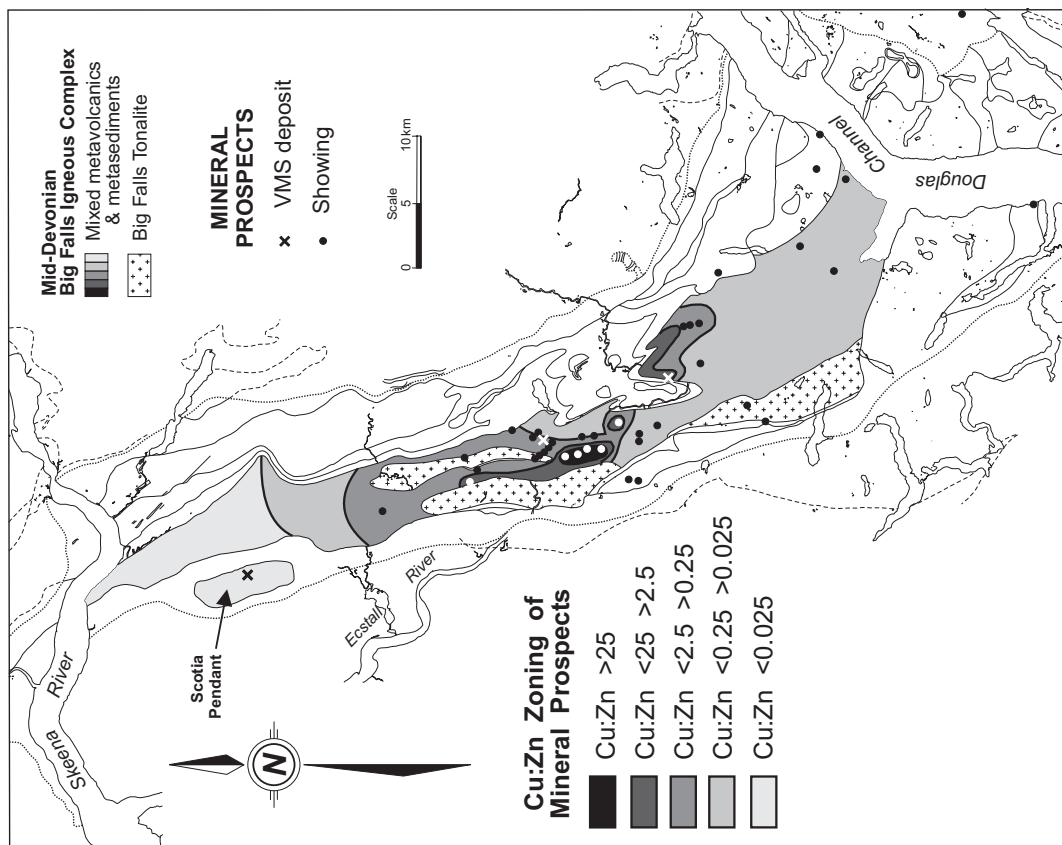 Mid-Devonian
Big Falls Igneous Complex
Mixed metavolcanics
& metasediments
Big Falls Tonalite
MINERAL
PROSPECTS
VMS deposit
Showing
Scale
0 5 10 km
Skeena
River
Scotia
Pendant
Ecstall
River
Douglas
Channel
N
Cu:Zn Zoning of
Mineral Prospects
Cu:Zn >25
Cu:Zn <25 >2.5
Cu:Zn <2.5 >0.25
Cu:Zn <0.25 >0.025
Cu:Zn <0.025